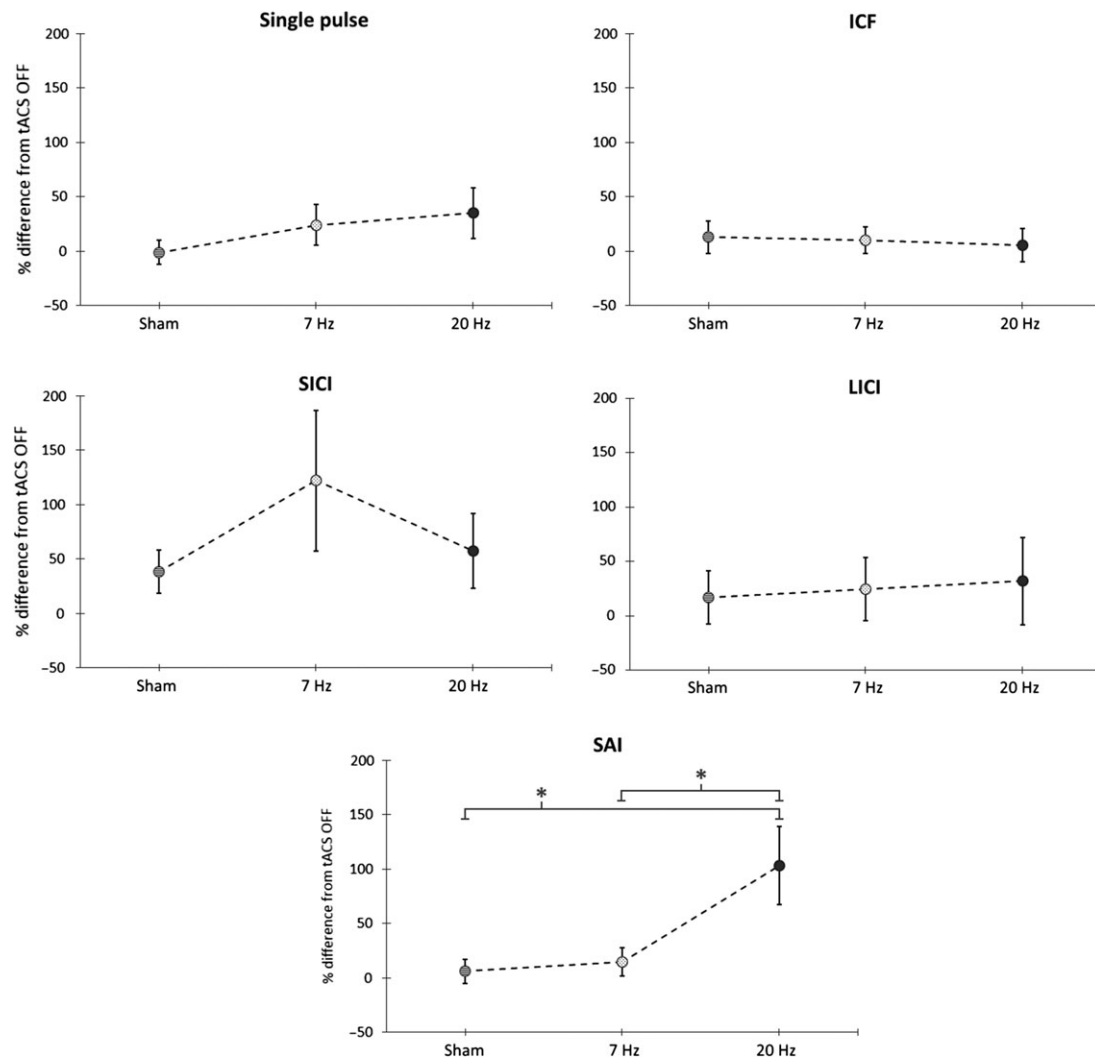 Single pulse
% difference from tACS OFF
200
150
100
50
0
–50
Sham
7 Hz
20 Hz
ICF
200
150
100
50
0
–50
Sham
7 Hz
20 Hz
SICI
% difference from tACS OFF
200
150
100
50
0
–50
Sham
7 Hz
20 Hz
LICI
200
150
100
50
0
–50
Sham
7 Hz
20 Hz
SAI
% difference from tACS OFF
200
150
100
50
0
–50
*
*
Sham
7 Hz
20 Hz